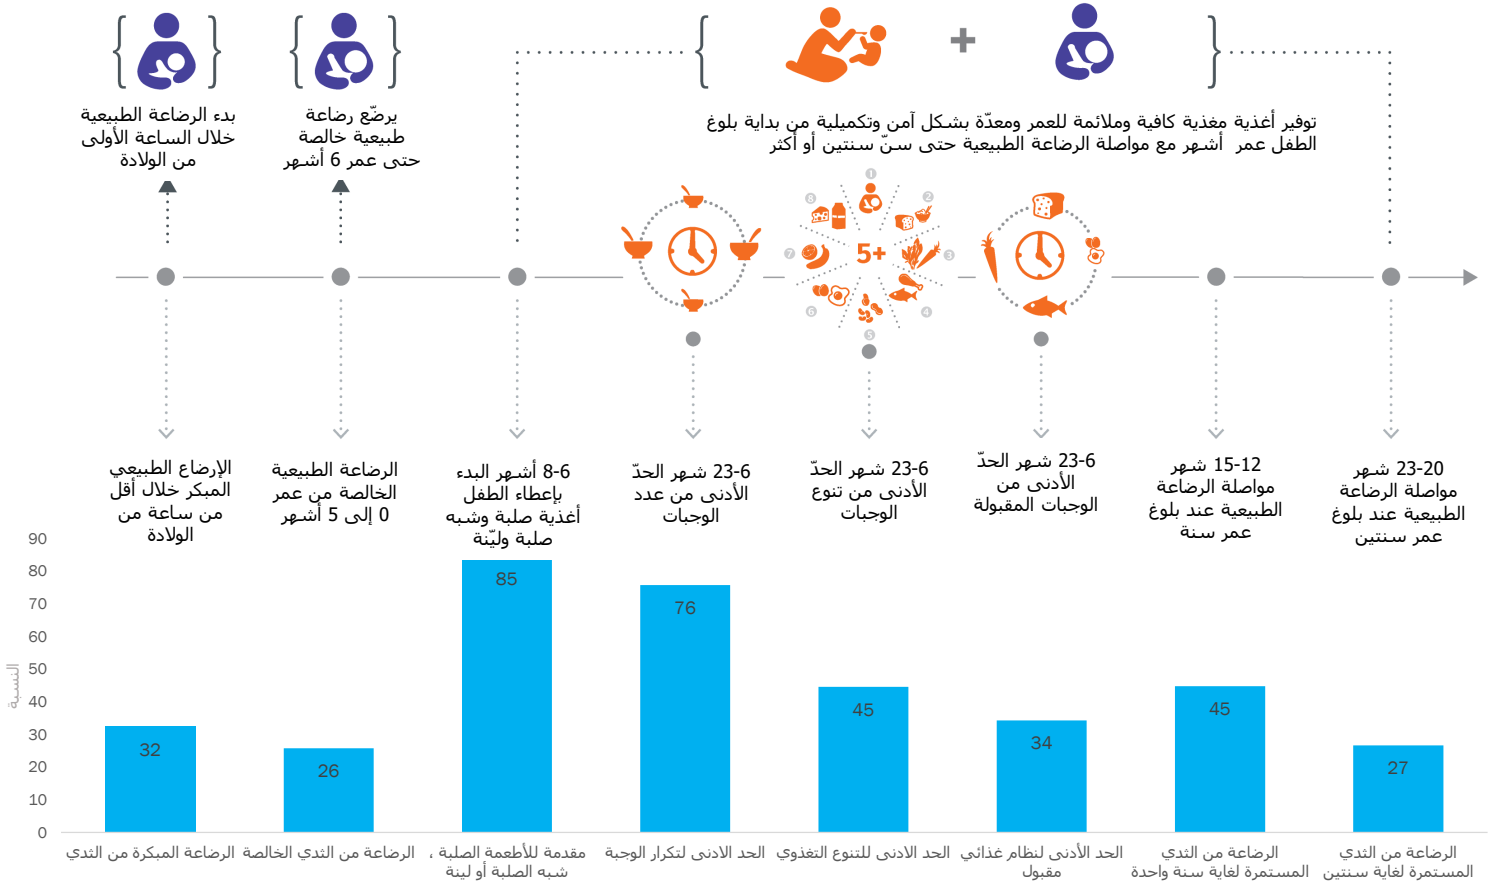 بدء الرضاعة الطبيعية
خلال الساعة الأولى
من الولادة
يرضّع رضاعة
طبيعية خالصة
حتى عمر 6 أشهر
+
توفير أغذية مغذية كافية وملائمة للعمر ومعدّة بشكل آمن وتكميلية من بداية بلوغ
الطفل عمر أشهر مع مواصلة الرضاعة الطبيعية حتى سنّ سنتين أو أكثر
1
2
3
4
5
6
7
8
5+
الإرضاع الطبيعي
المبكر خلال أقل
من ساعة من
الولادة
الرضاعة الطبيعية
الخالصة من عمر
0 إلى 5 أشهر
8-6 أشهر البدء
بإعطاء الطفل
أغذية صلبة وشبه
صلبة وليّنة
23-6 شهر الحدّ
الأدنى من عدد
الوجبات
23-6 شهر الحدّ
الأدنى من تنوع
الوجبات
23-6 شهر الحدّ
الأدنى من
الوجبات المقبولة
15-12 شهر
مواصلة الرضاعة
الطبيعية عند بلوغ
عمر سنة
23-20 شهر
مواصلة الرضاعة
الطبيعية عند بلوغ
عمر سنتين
النسبة
90
80
70
60
50
40
30
20
10
0
32
26
85
76
45
34
45
27
الرضاعة المبكرة من الثدي
الرضاعة من الثدي الخالصة
مقدمة للأطعمة الصلبة ،
شبه الصلبة أو لينة
الحد الادنى لتكرار الوجبة
الحد الادنى للتنوع التغذوي
الحد الأدنى لنظام غذائي
مقبول
الرضاعة من الثدي
المستمرة لغاية سنة واحدة
الرضاعة من الثدي
المستمرة لغاية سنتين